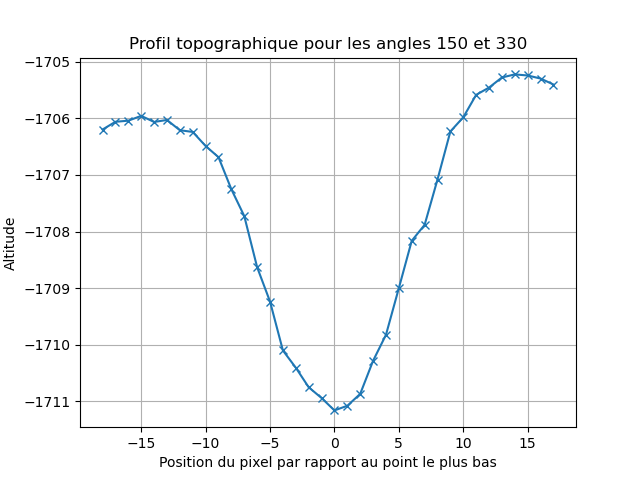 Profil topographique pour les angles 150 et 330
−1705
−1706
−1707
−1708
−1709
−1710
−1711
Altitude
−15 −10 −5 0 5 10 15
Position du pixel par rapport au point le plus bas